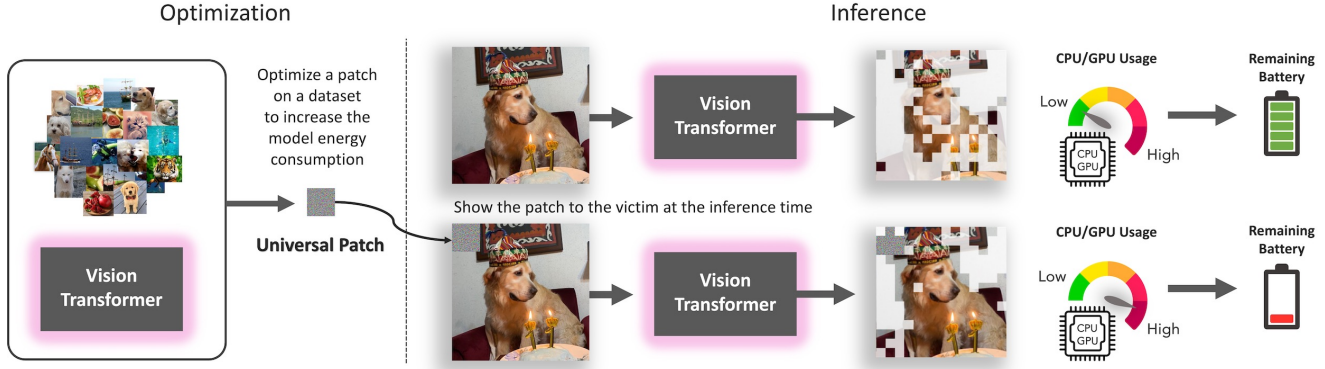 Optimization
Inference
Optimize a patch
on a dataset
to increase the
model energy
consumption
Universal Patch
Vision
Transformer
Vision
Transformer
CPU/GPU Usage
Low
High
CPU
GPU
Remaining
Battery
Show the patch to the victim at the inference time
Vision
Transformer
CPU/GPU Usage
Low
High
CPU
GPU
Remaining
Battery